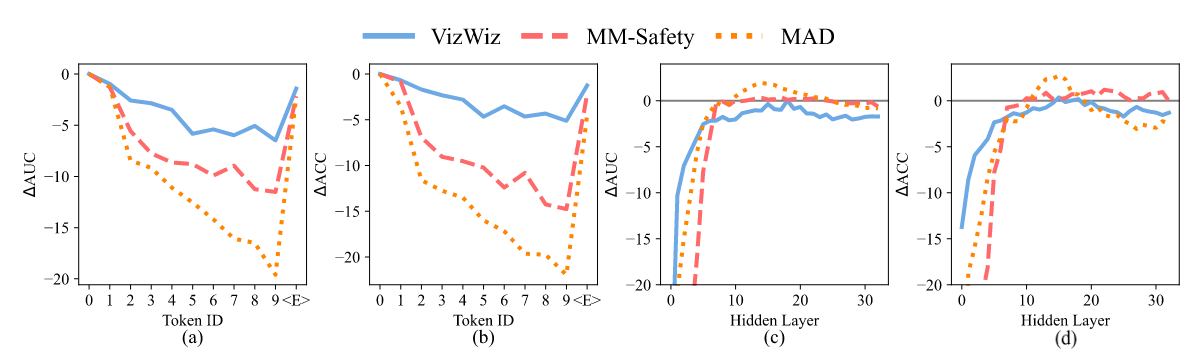 VizWiz MM-Safety MAD
0
−5
−10
−15
−20
ΔAUC
0 1 2 3 4 5 6 7 8 9 <E>
Token ID
(a)
0
−5
−10
−15
−20
ΔACC
0 1 2 3 4 5 6 7 8 9 <E>
Token ID
(b)
0
−5
−10
−15
−20
ΔAUC
0 10 20 30
Hidden Layer
(c)
0
−5
−10
−15
−20
ΔACC
0 10 20 30
Hidden Layer
(d)